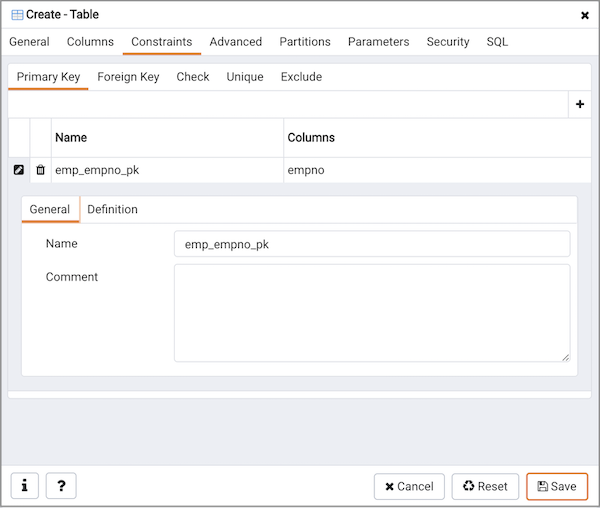 Create - Table
General Columns Constraints Advanced Partitions Parameters Security SQL
Primary Key Foreign Key Check Unique Exclude
Name Columns
emp_empno_pk empno
General Definition
Name emp_empno_pk
Comment
Cancel Reset Save